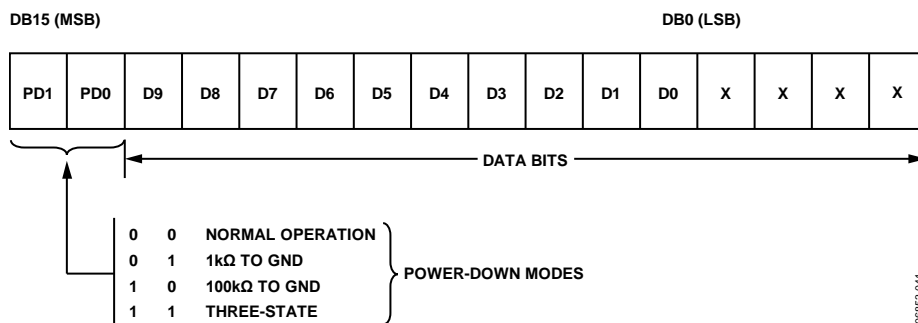 DB15 (MSB) DB0 (LSB)
PD1 PD0 D9 D8 D7 D6 D5 D4 D3 D2 D1 D0 X X X X
DATA BITS
0 0 NORMAL OPERATION
0 1 1kΩ TO GND
1 0 100kΩ TO GND
1 1 THREE-STATE
POWER-DOWN MODES